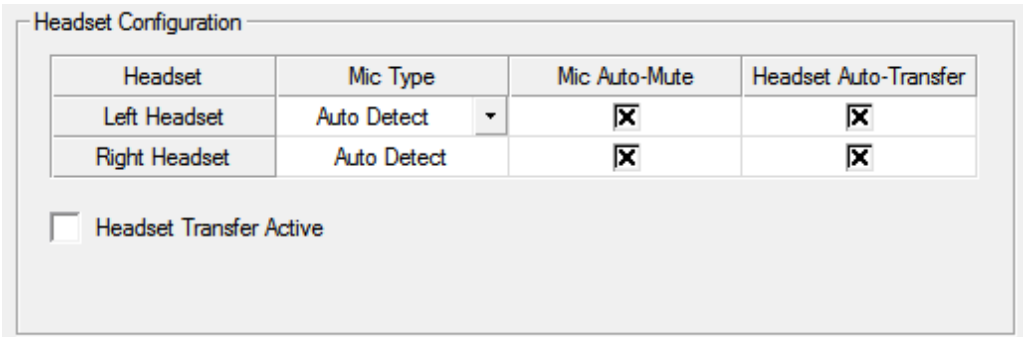 Headset Configuration
Headset Mic Type Mic Auto-Mute Headset Auto-Transfer
Left Headset Auto Detect
Right Headset Auto Detect
Headset Transfer Active